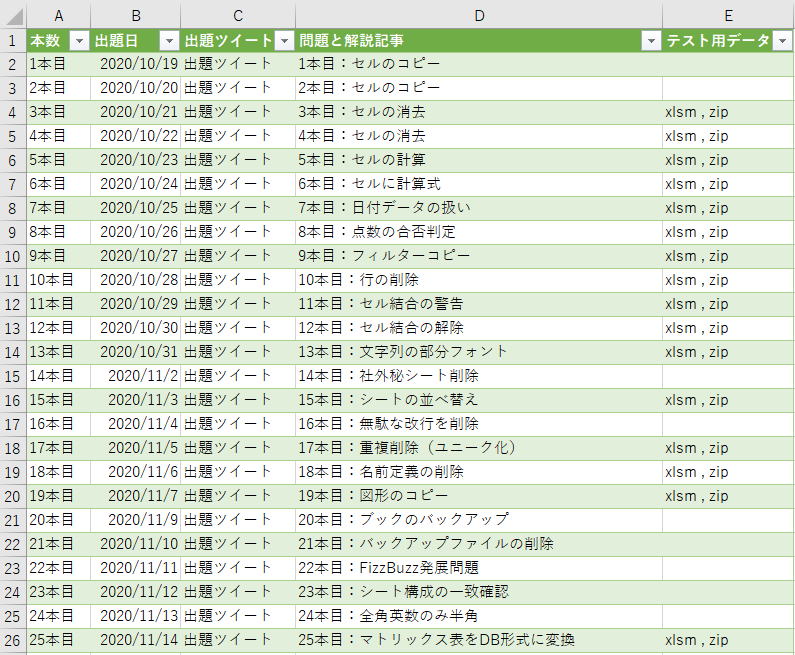 A B C D E
1 本数 出題日 出題ツイート 問題と解説記事 テスト用データ
2 1本目 2020/10/19 出題ツイート 1本目：セルのコピー
3 2本目 2020/10/20 出題ツイート 2本目：セルのコピー
4 3本目 2020/10/21 出題ツイート 3本目：セルの消去 xlsm , zip
5 4本目 2020/10/22 出題ツイート 4本目：セルの消去 xlsm , zip
6 5本目 2020/10/23 出題ツイート 5本目：セルの計算 xlsm , zip
7 6本目 2020/10/24 出題ツイート 6本目：セルに計算式 xlsm , zip
8 7本目 2020/10/25 出題ツイート 7本目：日付データの扱い xlsm , zip
9 8本目 2020/10/26 出題ツイート 8本目：点数の合否判定 xlsm , zip
10 9本目 2020/10/27 出題ツイート 9本目：フィルターコピー xlsm , zip
11 10本目 2020/10/28 出題ツイート 10本目：行の削除 xlsm , zip
12 11本目 2020/10/29 出題ツイート 11本目：セル結合の警告 xlsm , zip
13 12本目 2020/10/30 出題ツイート 12本目：セル結合の解除 xlsm , zip
14 13本目 2020/10/31 出題ツイート 13本目：文字列の部分フォント xlsm , zip
15 14本目 2020/11/2 出題ツイート 14本目：社外秘シート削除
16 15本目 2020/11/3 出題ツイート 15本目：シートの並べ替え xlsm , zip
17 16本目 2020/11/4 出題ツイート 16本目：無駄な改行を削除
18 17本目 2020/11/5 出題ツイート 17本目：重複削除（ユニーク化） xlsm , zip
19 18本目 2020/11/6 出題ツイート 18本目：名前定義の削除 xlsm , zip
20 19本目 2020/11/7 出題ツイート 19本目：図形のコピー xlsm , zip
21 20本目 2020/11/9 出題ツイート 20本目：ブックのバックアップ
22 21本目 2020/11/10 出題ツイート 21本目：バックアップファイルの削除
23 22本目 2020/11/11 出題ツイート 22本目：FizzBuzz発展問題
24 23本目 2020/11/12 出題ツイート 23本目：シート構成の一致確認
25 24本目 2020/11/13 出題ツイート 24本目：全角英数のみ半角
26 25本目 2020/11/14 出題ツイート 25本目：マトリックス表をDB形式に変換 xlsm , zip